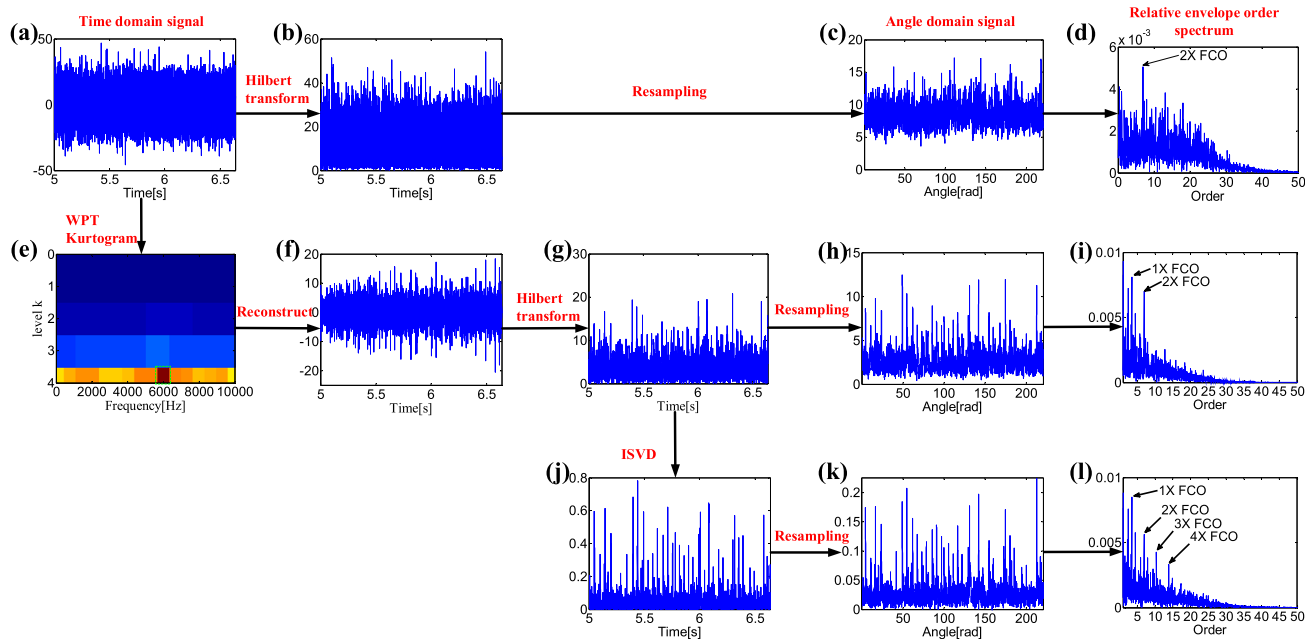 Time domain signal
Angle domain signal
Relative envelope order
spectrum
(a)
(b)
(c)
(d)
50
0
-50
5 5.5 6 6.5
Time[s]
Hilbert
transform
60
40
20
0
5 5.5 6 6.5
Time[s]
Resampling
20
15
10
5
0
50 100 150 200
Angle[rad]
6 x 10-3
4
2
0
2X FCO
0 10 20 30 40 50
Order
WPT
Kurtogram
(e)
(f)
(g)
(h)
(i)
level k
0
1
2
3
4
0 2000 4000 6000 8000 10000
Frequency[Hz]
Reconstruct
20
10
0
-10
-20
5 5.5 6 6.5
Time[s]
Hilbert
transform
30
20
10
0
5 5.5 6 6.5
Time[s]
Resampling
15
10
5
0
50 100 150 200
Angle[rad]
0.01
0.005
0
1X FCO
2X FCO
5 10 15 20 25 30 35 40 45 50
Order
ISVD
(j)
(k)
(l)
0.8
0.6
0.4
0.2
0
5 5.5 6 6.5
Time[s]
Resampling
0.2
0.15
0.1
0.05
0
50 100 150 200
Angle[rad]
0.01
0.005
0
1X FCO
2X FCO
3X FCO
4X FCO
5 10 15 20 25 30 35 40 45 50
Order